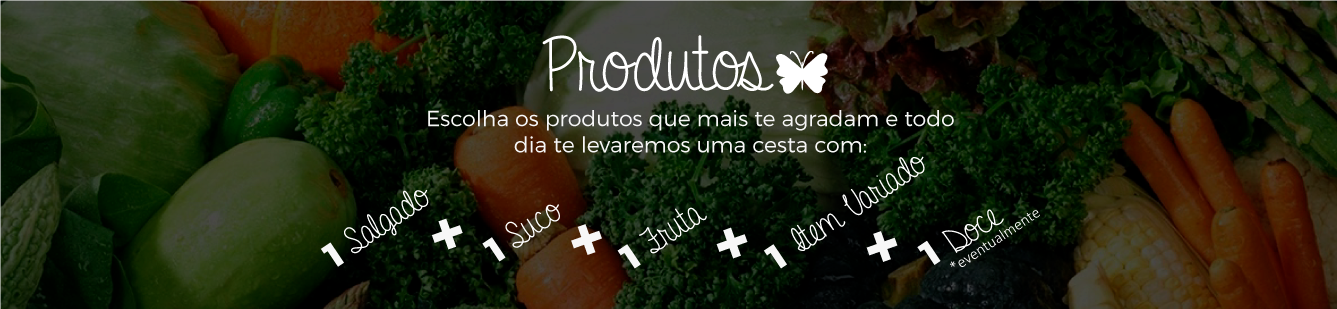 Produtos
Escolha os produtos que mais te agradam e todo
dia te levaremos uma cesta com:
1 Salgado + 1 Suco + 1 Fruta + 1 Item Variado + 1 Doce
*eventualmente